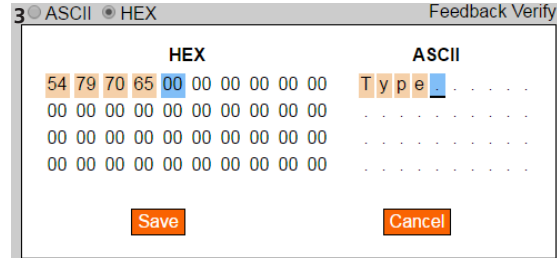 3 ASCII HEX Feedback Verify
HEX ASCII
54 79 70 65 00 00 00 00 00 00 T y p e . . . . . .
00 00 00 00 00 00 00 00 00 00 . . . . . . . . . .
00 00 00 00 00 00 00 00 00 00 . . . . . . . . . .
00 00 00 00 00 00 00 00 00 00 . . . . . . . . . .
Save Cancel